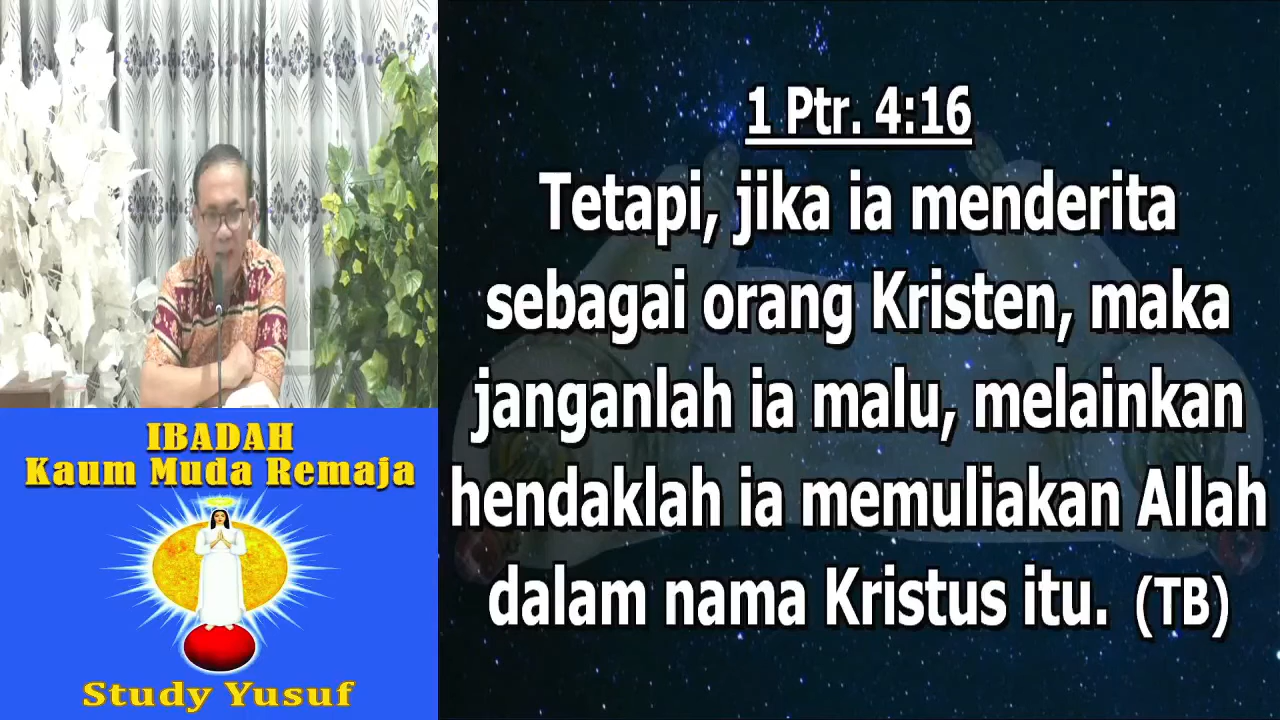 1 Ptr. 4:16
Tetapi, jika ia menderita
sebagai orang Kristen, maka
janganlah ia malu, melainkan
hendaklah ia memuliakan Allah
dalam nama Kristus itu. (TB)
IBADAH
Kaum Muda Remaja
Study Yusuf